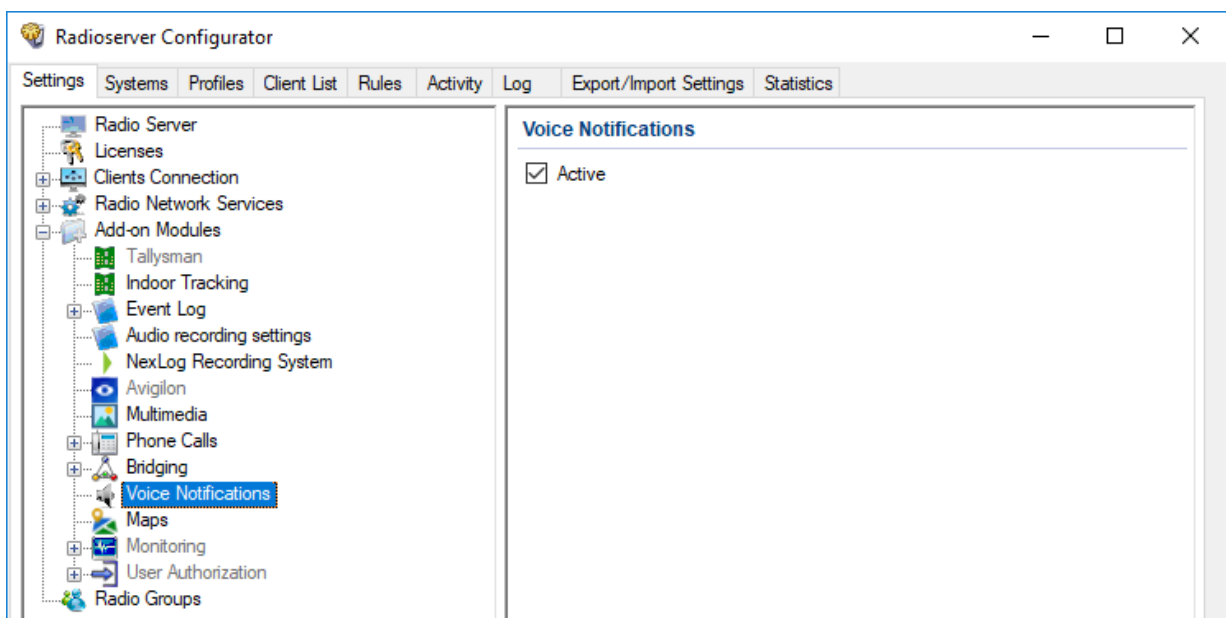 Radioserver Configurator
Settings Systems Profiles Client List Rules Activity Log Export/Import Settings Statistics
Radio Server
Licenses
Clients Connection
Radio Network Services
Add-on Modules
Tallysman
Indoor Tracking
Event Log
Audio recording settings
NexLog Recording System
Avigilon
Multimedia
Phone Calls
Bridging
Voice Notifications
Maps
Monitoring
User Authorization
Radio Groups
Voice Notifications
Active